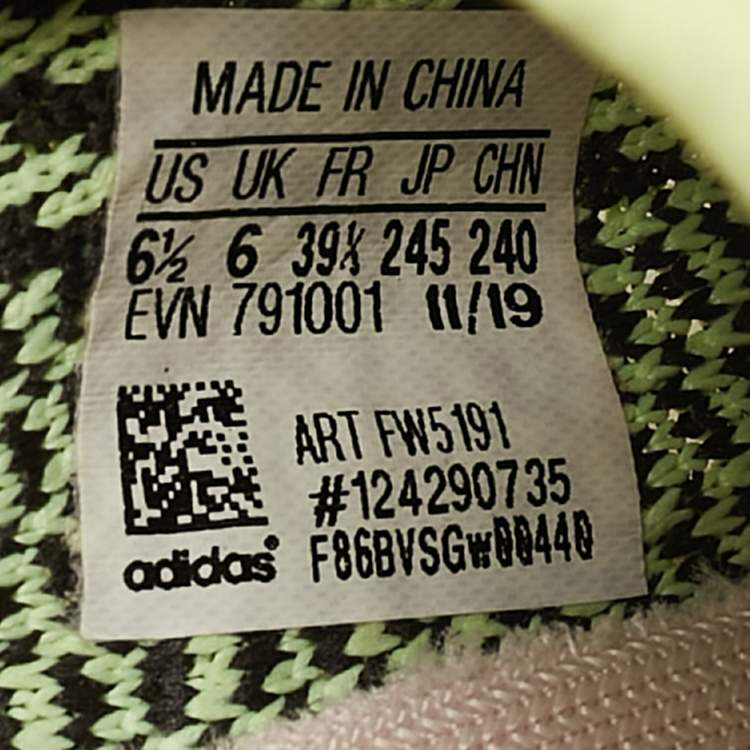 MADE IN CHINA
US UK FR JP CHN
6½ 6 39⅓ 245 240
EVN 791001 11/19
ART FW5191
#124290735
F86BVSGw00440
adidas®